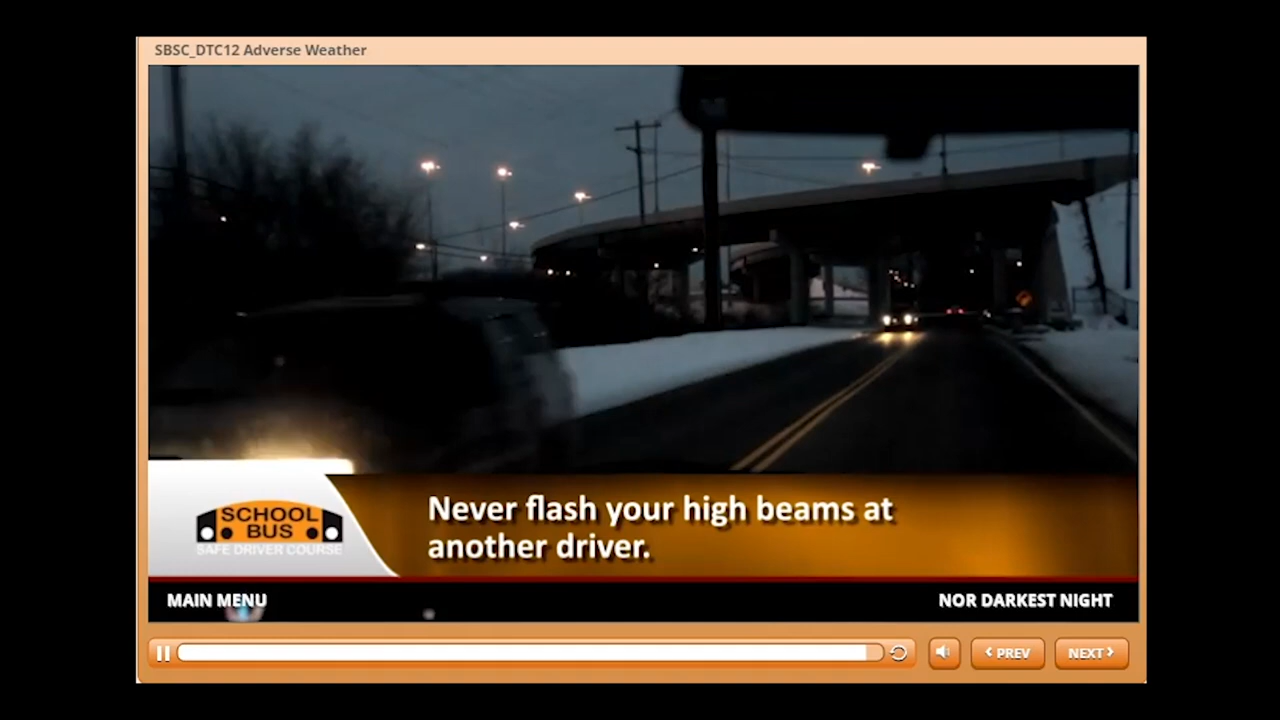 SBSC_DTC12 Adverse Weather
Never flash your high beams at
another driver.
SCHOOL
BUS
SAFE DRIVER COURSE
MAIN MENU
NOR DARKEST NIGHT
PREV
NEXT